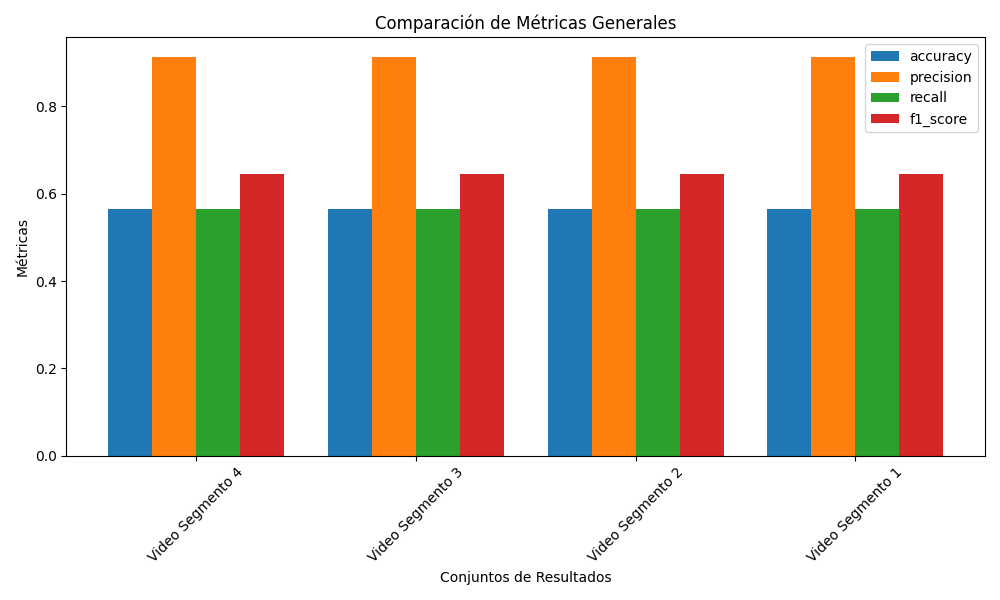 Comparación de Métricas Generales
accuracy
precision
recall
f1_score
Métricas
0.8
0.6
0.4
0.2
0.0
Video Segmento 4
Video Segmento 3
Video Segmento 2
Video Segmento 1
Conjuntos de Resultados